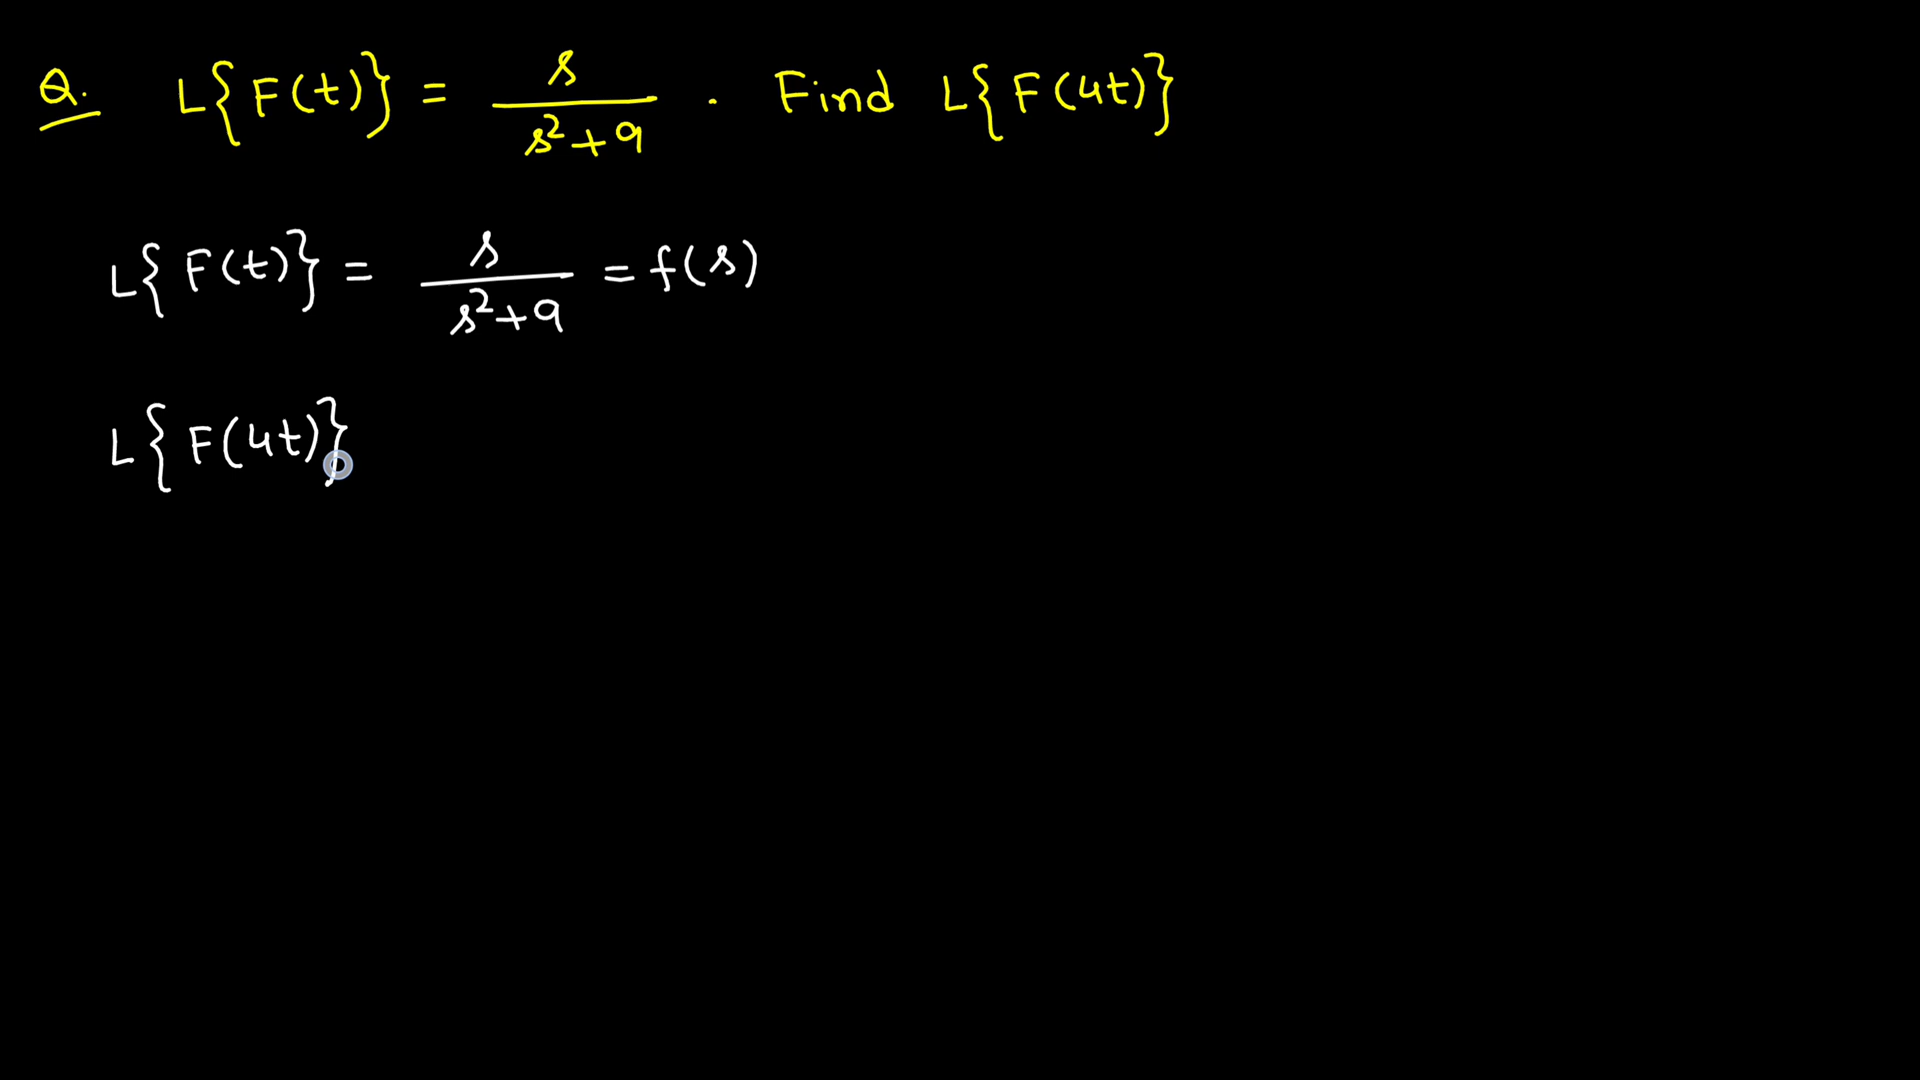 Q. L{F(t)} = s/(s²+9) . Find L{F(4t)}
L{F(t)} = s/(s²+9) = f(s)
L{F(4t)}